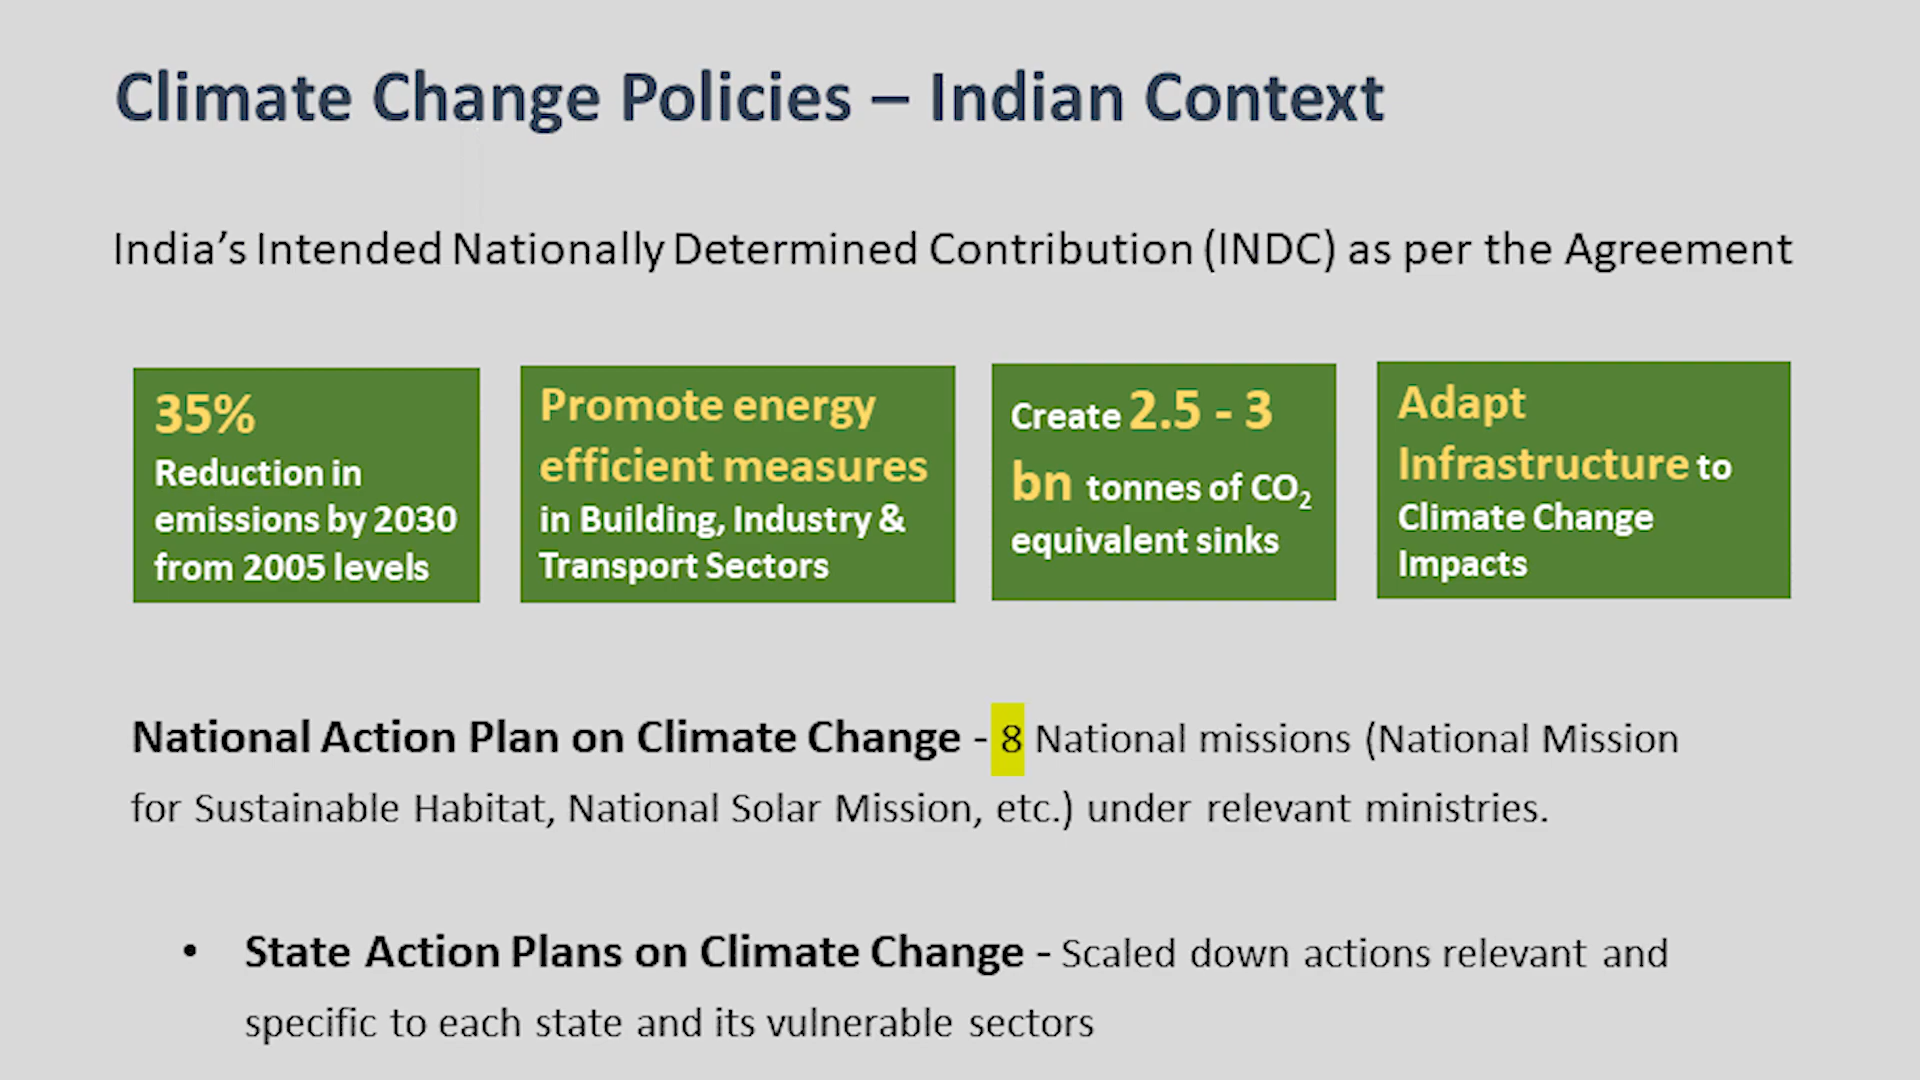 Climate Change Policies – Indian Context
India’s Intended Nationally Determined Contribution (INDC) as per the Agreement
35%
Reduction in
emissions by 2030
from 2005 levels
Promote energy
efficient measures
in Building, Industry &
Transport Sectors
Create 2.5 - 3
bn tonnes of CO₂
equivalent sinks
Adapt
Infrastructure to
Climate Change
Impacts
National Action Plan on Climate Change - 8 National missions (National Mission
for Sustainable Habitat, National Solar Mission, etc.) under relevant ministries.
• State Action Plans on Climate Change - Scaled down actions relevant and
specific to each state and its vulnerable sectors